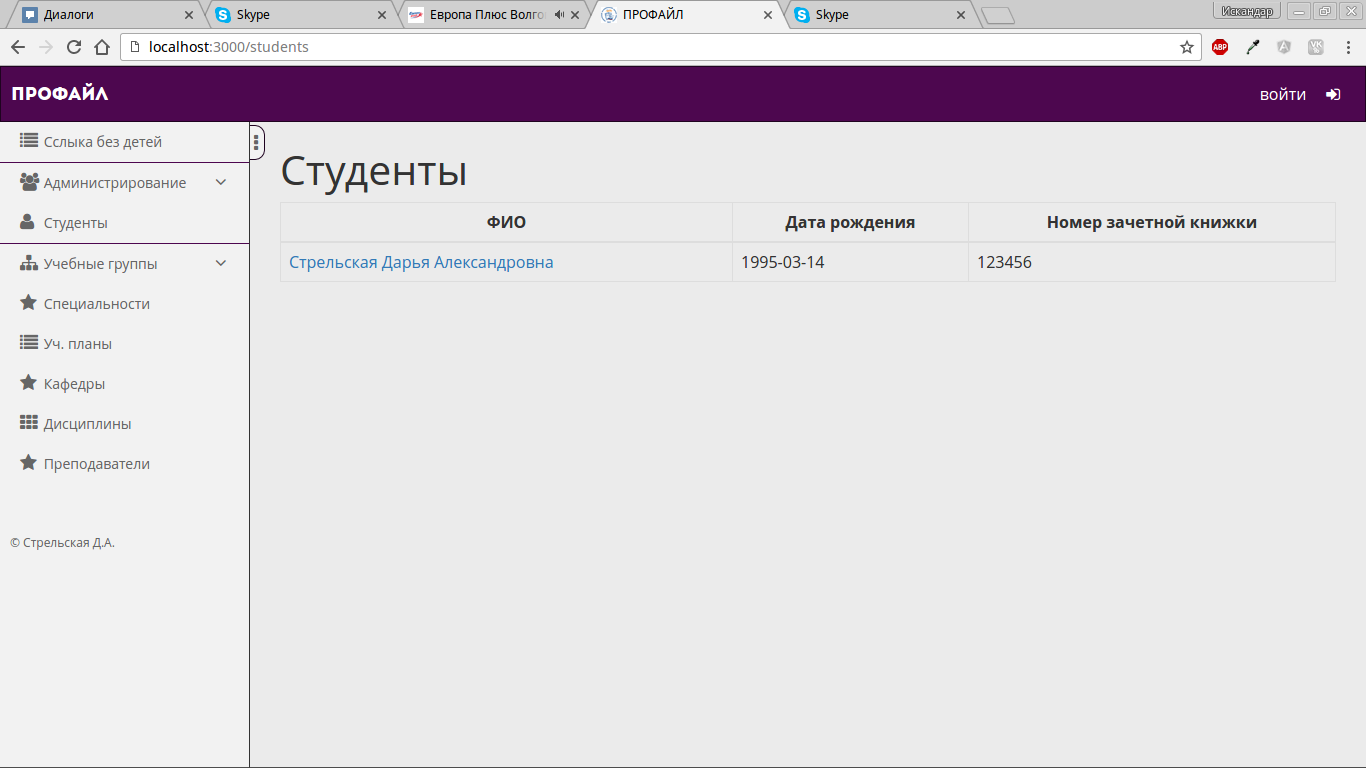 Диалоги
Skype
Европа Плюс Волго
ПРОФАЙЛ
Skype
Искандар
localhost:3000/students
ABP
ПРОФАЙЛ
войти
Сслыка без детей
Администрирование
Студенты
Учебные группы
Специальности
Уч. планы
Кафедры
Дисциплины
Преподаватели
© Стрельская Д.А.
Студенты
ФИО Дата рождения Номер зачетной книжки
Стрельская Дарья Александровна 1995-03-14 123456